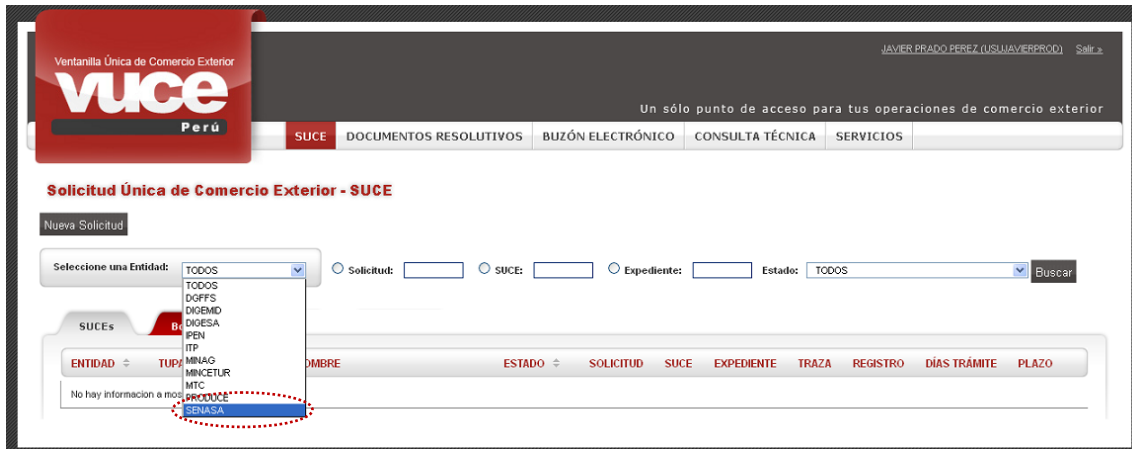 JAVIER PRADO PEREZ (USUJAVIERPROD) Salir »
Ventanilla Única de Comercio Exterior
vuce
Perú
Un sólo punto de acceso para tus operaciones de comercio exterior
SUCE DOCUMENTOS RESOLUTIVOS BUZÓN ELECTRÓNICO CONSULTA TÉCNICA SERVICIOS
Solicitud Única de Comercio Exterior - SUCE
Nueva Solicitud
Seleccione una Entidad: TODOS Solicitud: SUCE: Expediente: Estado: TODOS Buscar
TODOS
DGFFS
DIGEMID
DIGESA
IPEN
ITP
MINAG
MINCETUR
MTC
PRODUCE
SENASA
SUCEs
ENTIDAD ESTADO SOLICITUD SUCE EXPEDIENTE TRAZA REGISTRO DÍAS TRÁMITE PLAZO
No hay informacion a